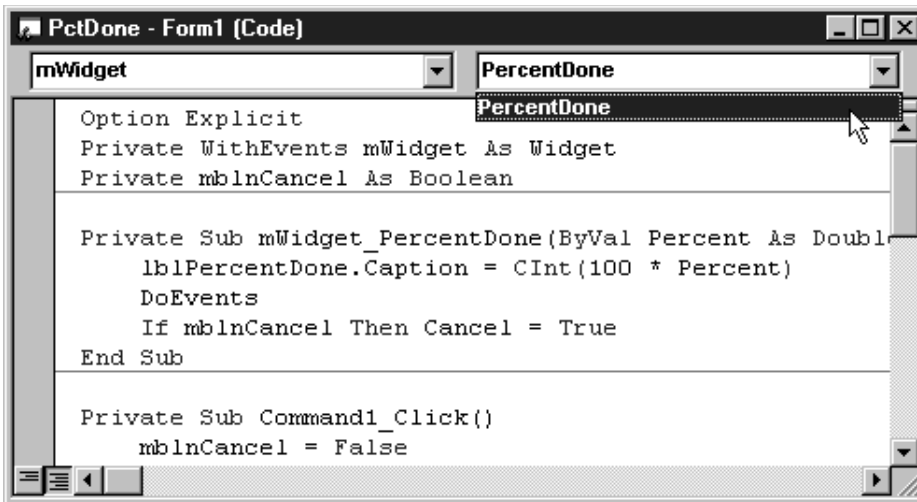 PctDone - Form1 (Code)
mWidget PercentDone
PercentDone
Option Explicit
Private WithEvents mWidget As Widget
Private mblnCancel As Boolean
Private Sub mWidget_PercentDone(ByVal Percent As Doubl
lblPercentDone.Caption = CInt(100 * Percent)
DoEvents
If mblnCancel Then Cancel = True
End Sub
Private Sub Command1_Click()
mblnCancel = False